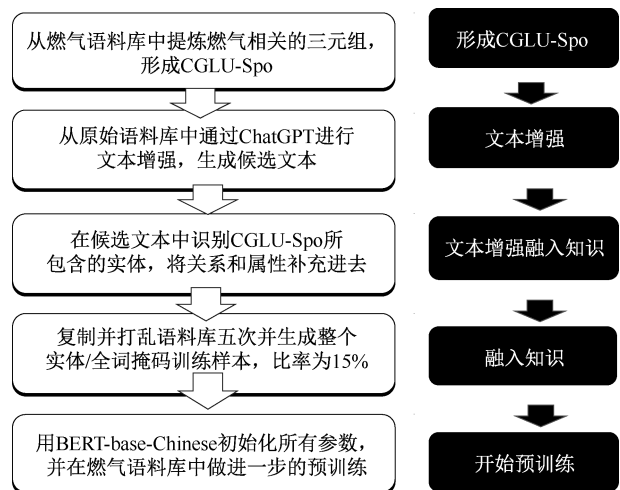 从燃气语料库中提炼燃气相关的三元组，
形成CGLU-Spo
形成CGLU-Spo
从原始语料库中通过ChatGPT进行
文本增强，生成候选文本
文本增强
在候选文本中识别CGLU-Spo所
包含的实体，将关系和属性补充进去
文本增强融入知识
复制并打乱语料库五次并生成整个
实体/全词掩码训练样本，比率为15%
融入知识
用BERT-base-Chinese初始化所有参数，
并在燃气语料库中做进一步的预训练
开始预训练